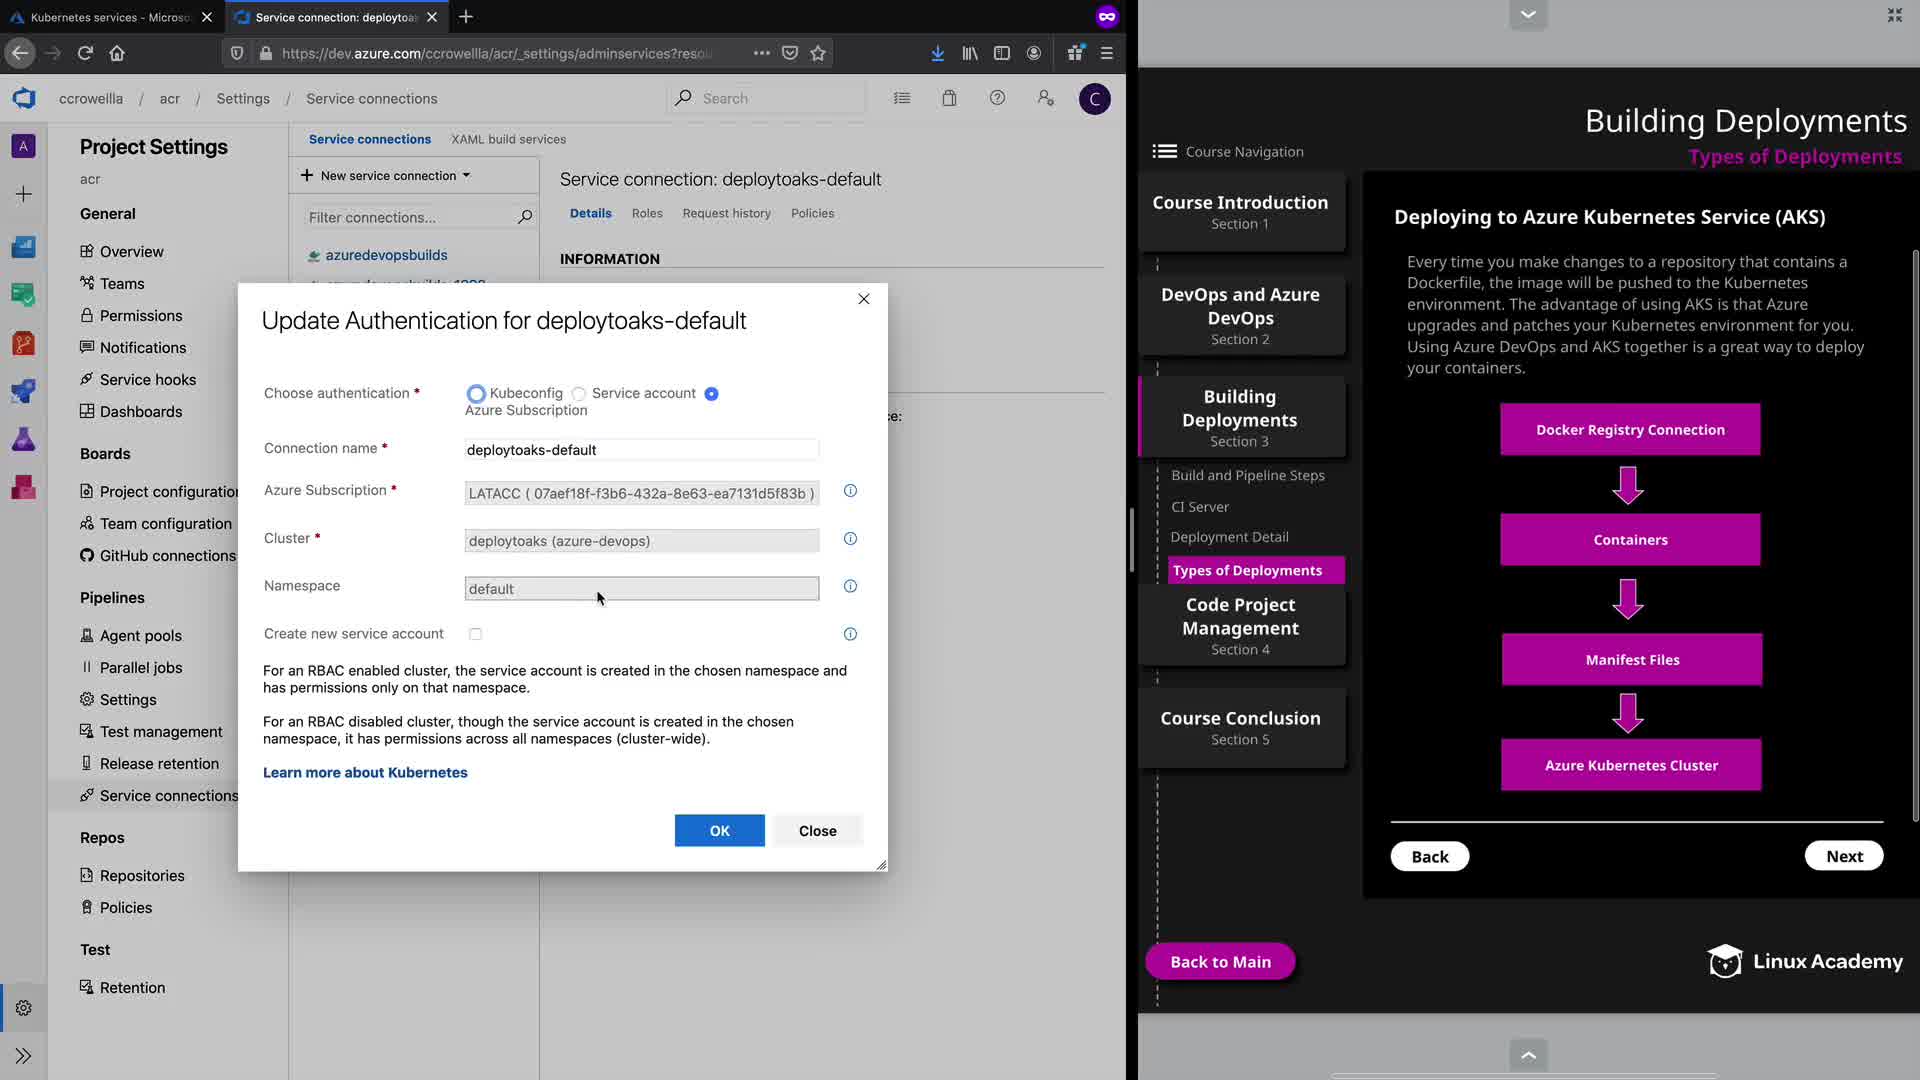 Kubernetes services - Micros
Service connection: deploytoa
https://dev.azure.com/ccrowellla/acr/_settings/adminservices?reso
ccrowellla / acr / Settings / Service connections
Search
C
A
Project Settings
acr
General
Overview
Teams
Permissions
Notifications
Service hooks
Dashboards
Boards
Project configuration
Team configuration
GitHub connections
Pipelines
Agent pools
Parallel jobs
Settings
Test management
Release retention
Service connections
Repos
Repositories
Policies
Test
Retention
Service connections
XAML build services
New service connection
Filter connections...
azuredevopsbuilds
Service connection: deploytoaks-default
Details Roles Request history Policies
INFORMATION
ce:
Update Authentication for deploytoaks-default
Choose authentication *
Kubeconfig Service account
Azure Subscription
Connection name *
deploytoaks-default
Azure Subscription *
LATACC ( 07aef18f-f3b6-432a-8e63-ea7131d5f83b )
Cluster *
deploytoaks (azure-devops)
Namespace
default
Create new service account
For an RBAC enabled cluster, the service account is created in the chosen namespace and
has permissions only on that namespace.
For an RBAC disabled cluster, though the service account is created in the chosen
namespace, it has permissions across all namespaces (cluster-wide).
Learn more about Kubernetes
OK
Close
Building Deployments
Types of Deployments
Course Navigation
Course Introduction
Section 1
DevOps and Azure
DevOps
Section 2
Building
Deployments
Section 3
Build and Pipeline Steps
CI Server
Deployment Detail
Types of Deployments
Code Project
Management
Section 4
Course Conclusion
Section 5
Back to Main
Deploying to Azure Kubernetes Service (AKS)
Every time you make changes to a repository that contains a
Dockerfile, the image will be pushed to the Kubernetes
environment. The advantage of using AKS is that Azure
upgrades and patches your Kubernetes environment for you.
Using Azure DevOps and AKS together is a great way to deploy
your containers.
Docker Registry Connection
Containers
Manifest Files
Azure Kubernetes Cluster
Back
Next
Linux Academy